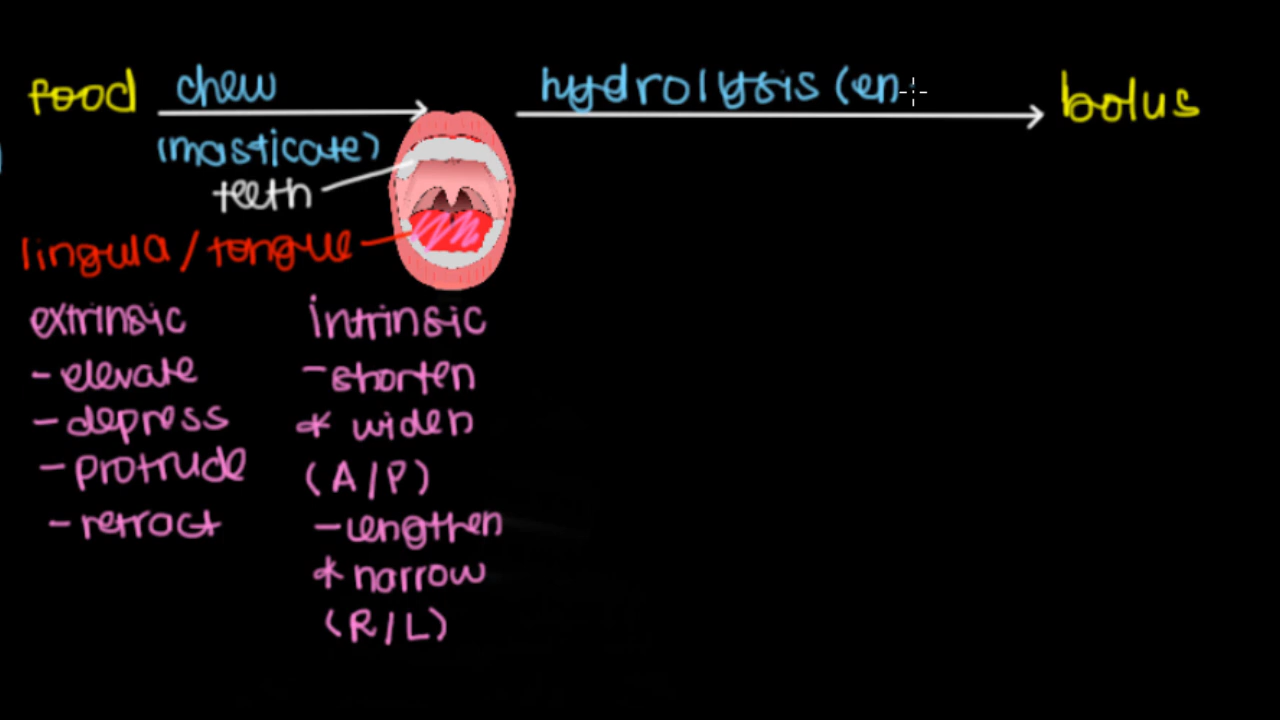 food chew hydrolysis (en bolus
(masticate)
teeth
lingula/tongue
extrinsic intrinsic
- elevate - shorten
- depress * widen
- protrude (A/P)
- retract - lengthen
* narrow
(R/L)